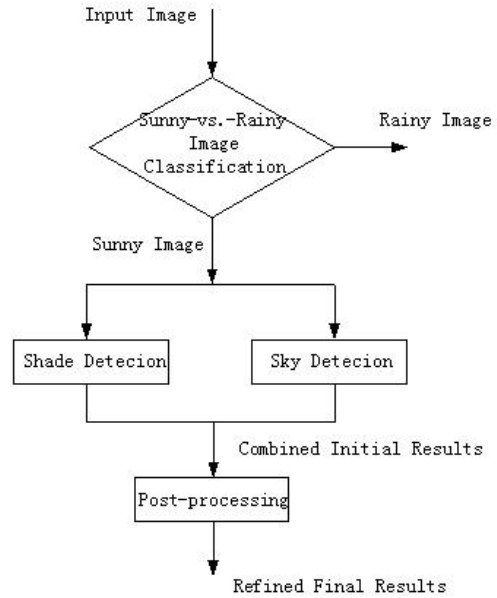 Input Image
Sunny-vs.-Rainy
Image
Classification
Rainy Image
Sunny Image
Shade Detecion
Sky Detecion
Combined Initial Results
Post-processing
Refined Final Results